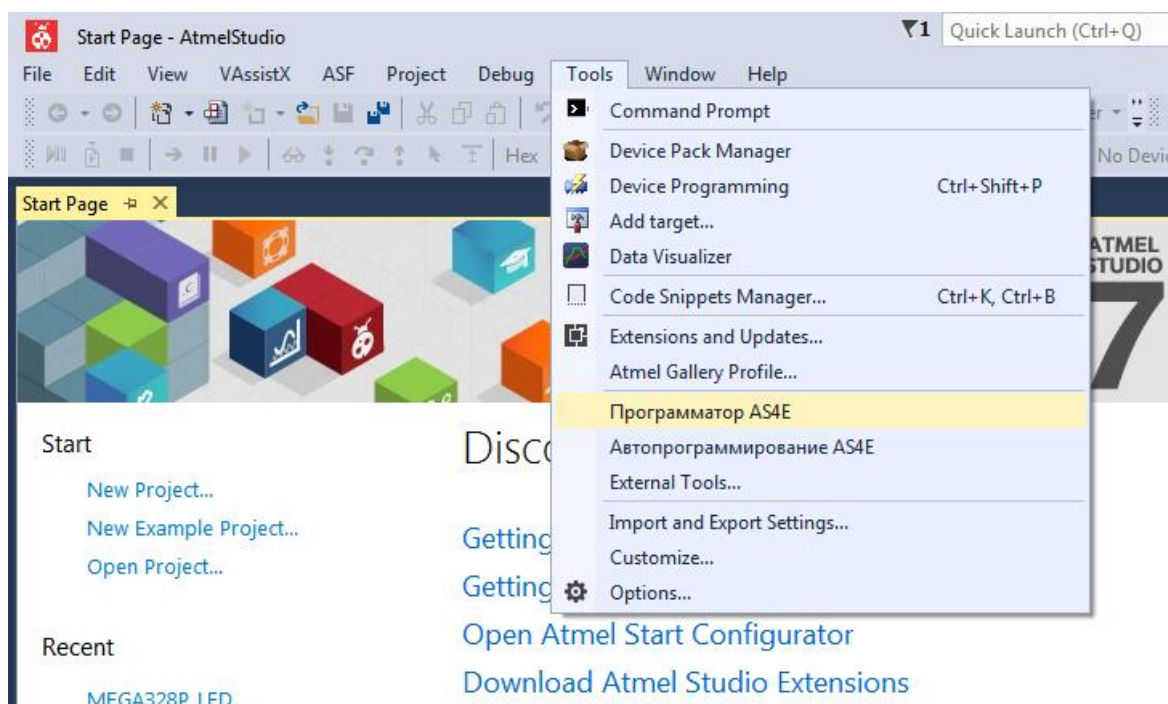 Start Page - AtmelStudio
1
Quick Launch (Ctrl+Q)
File Edit View VAssistX ASF Project Debug Tools Window Help
Command Prompt
Hex
Device Pack Manager
No Devi
Device Programming Ctrl+Shift+P
Start Page
Add target...
Data Visualizer
ATMEL
STUDIO
7
Code Snippets Manager... Ctrl+K, Ctrl+B
Extensions and Updates...
Atmel Gallery Profile...
Программатор AS4E
Автопрограммирование AS4E
External Tools...
Import and Export Settings...
Customize...
Options...
Start
New Project...
New Example Project...
Open Project...
Recent
MEGA328P_LED
Disco
Getting
Getting
Open Atmel Start Configurator
Download Atmel Studio Extensions